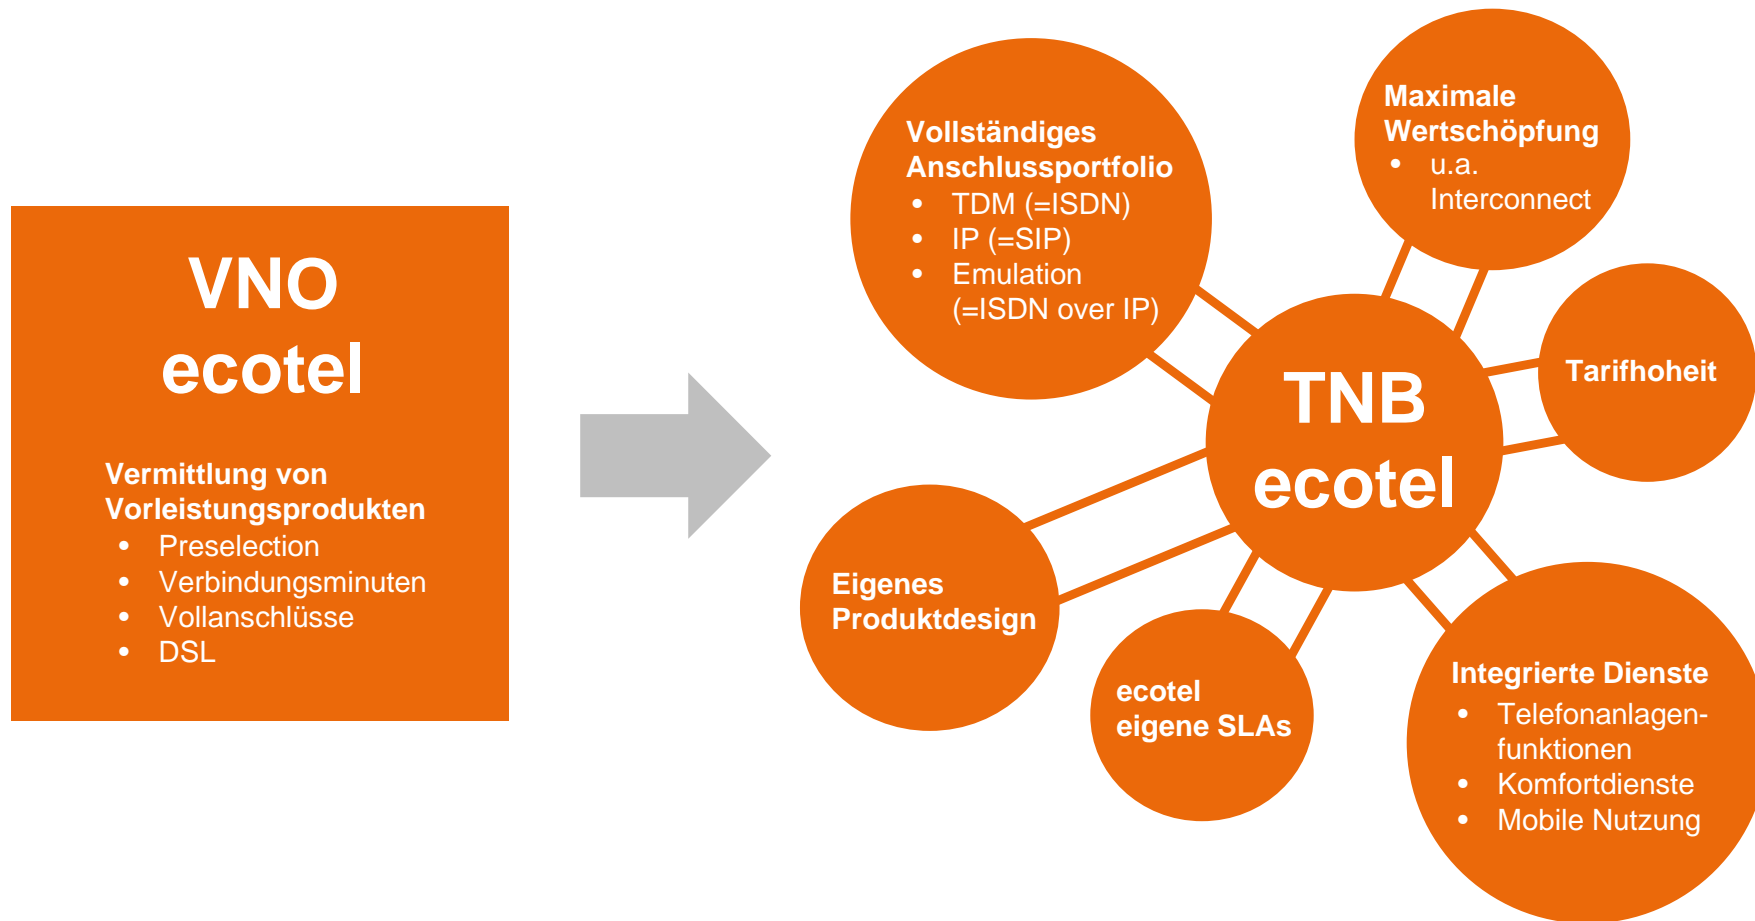 VNO
ecotel
Vermittlung von
Vorleistungsprodukten
• Preselection
• Verbindungsminuten
• Vollanschlüsse
• DSL
Vollständiges
Anschlussportfolio
• TDM (=ISDN)
• IP (=SIP)
• Emulation
(=ISDN over IP)
Maximale
Wertschöpfung
• u.a.
Interconnect
Tarifhoheit
TNB
ecotel
Eigenes
Produktdesign
ecotel
eigene SLAs
Integrierte Dienste
• Telefonanlagen-
funktionen
• Komfortdienste
• Mobile Nutzung